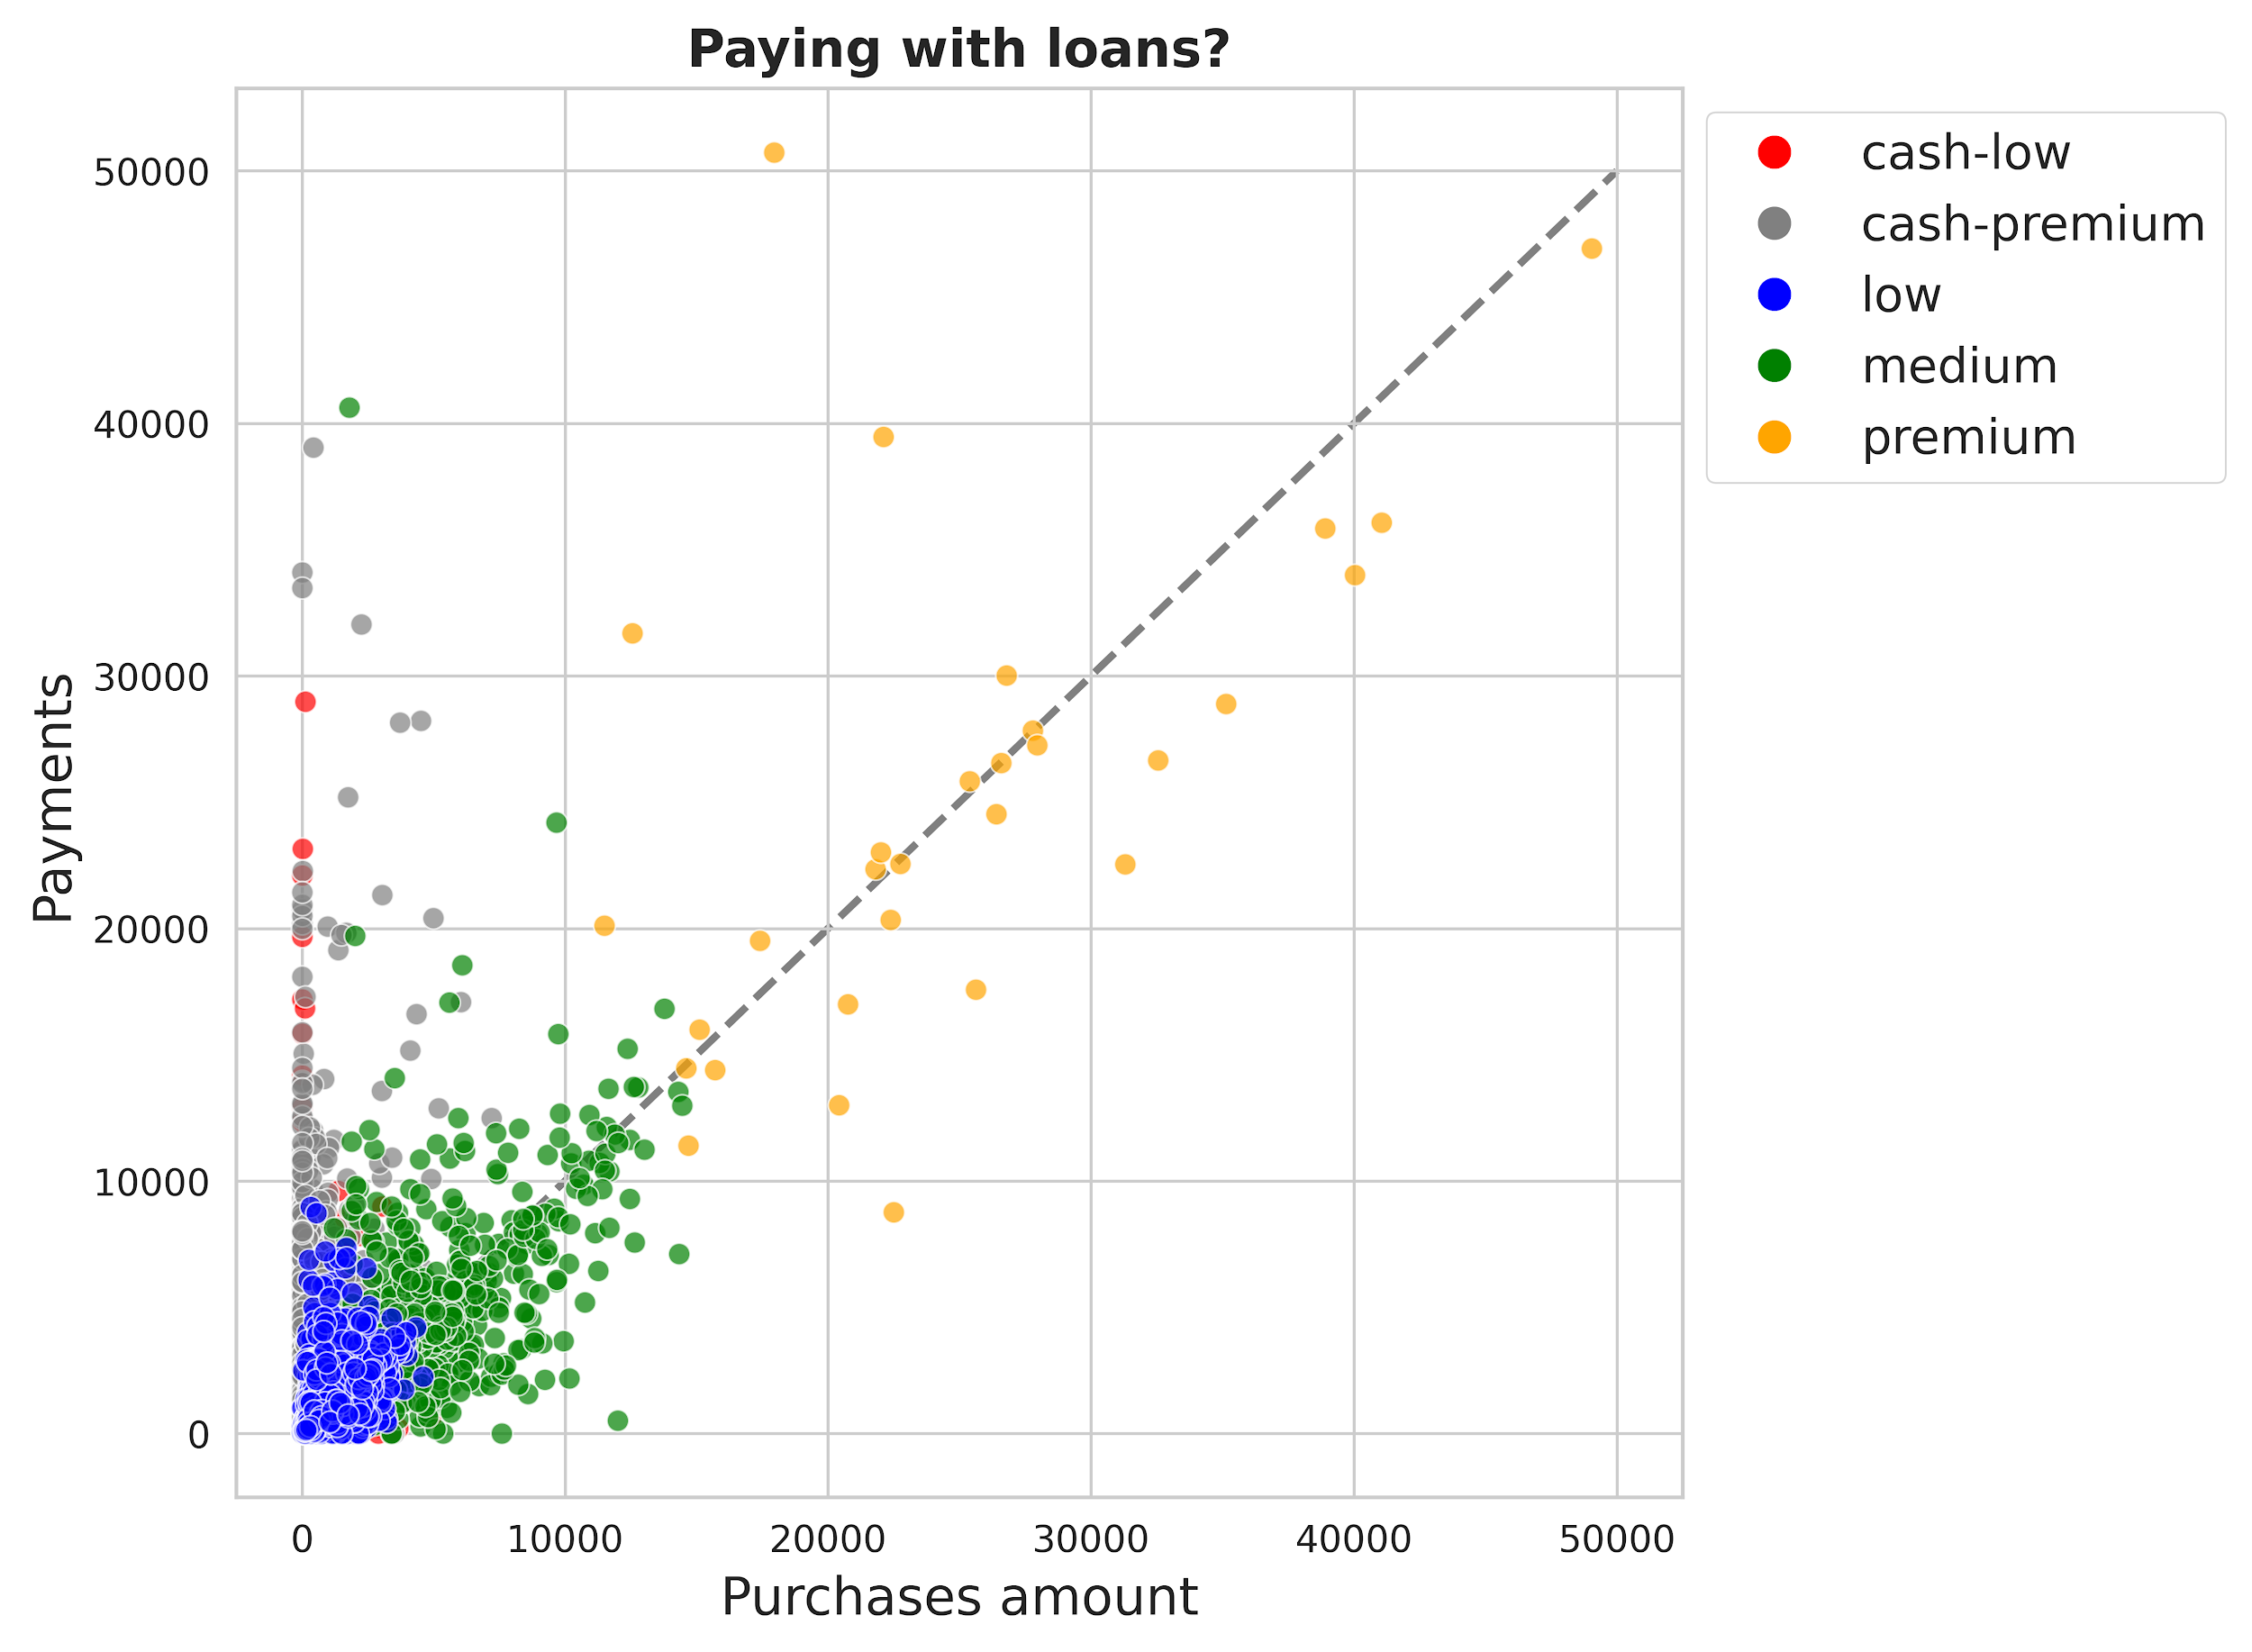 Paying with loans?
cash-low
cash-premium
low
medium
premium
Payments
50000
40000
30000
20000
10000
0
0 10000 20000 30000 40000 50000
Purchases amount